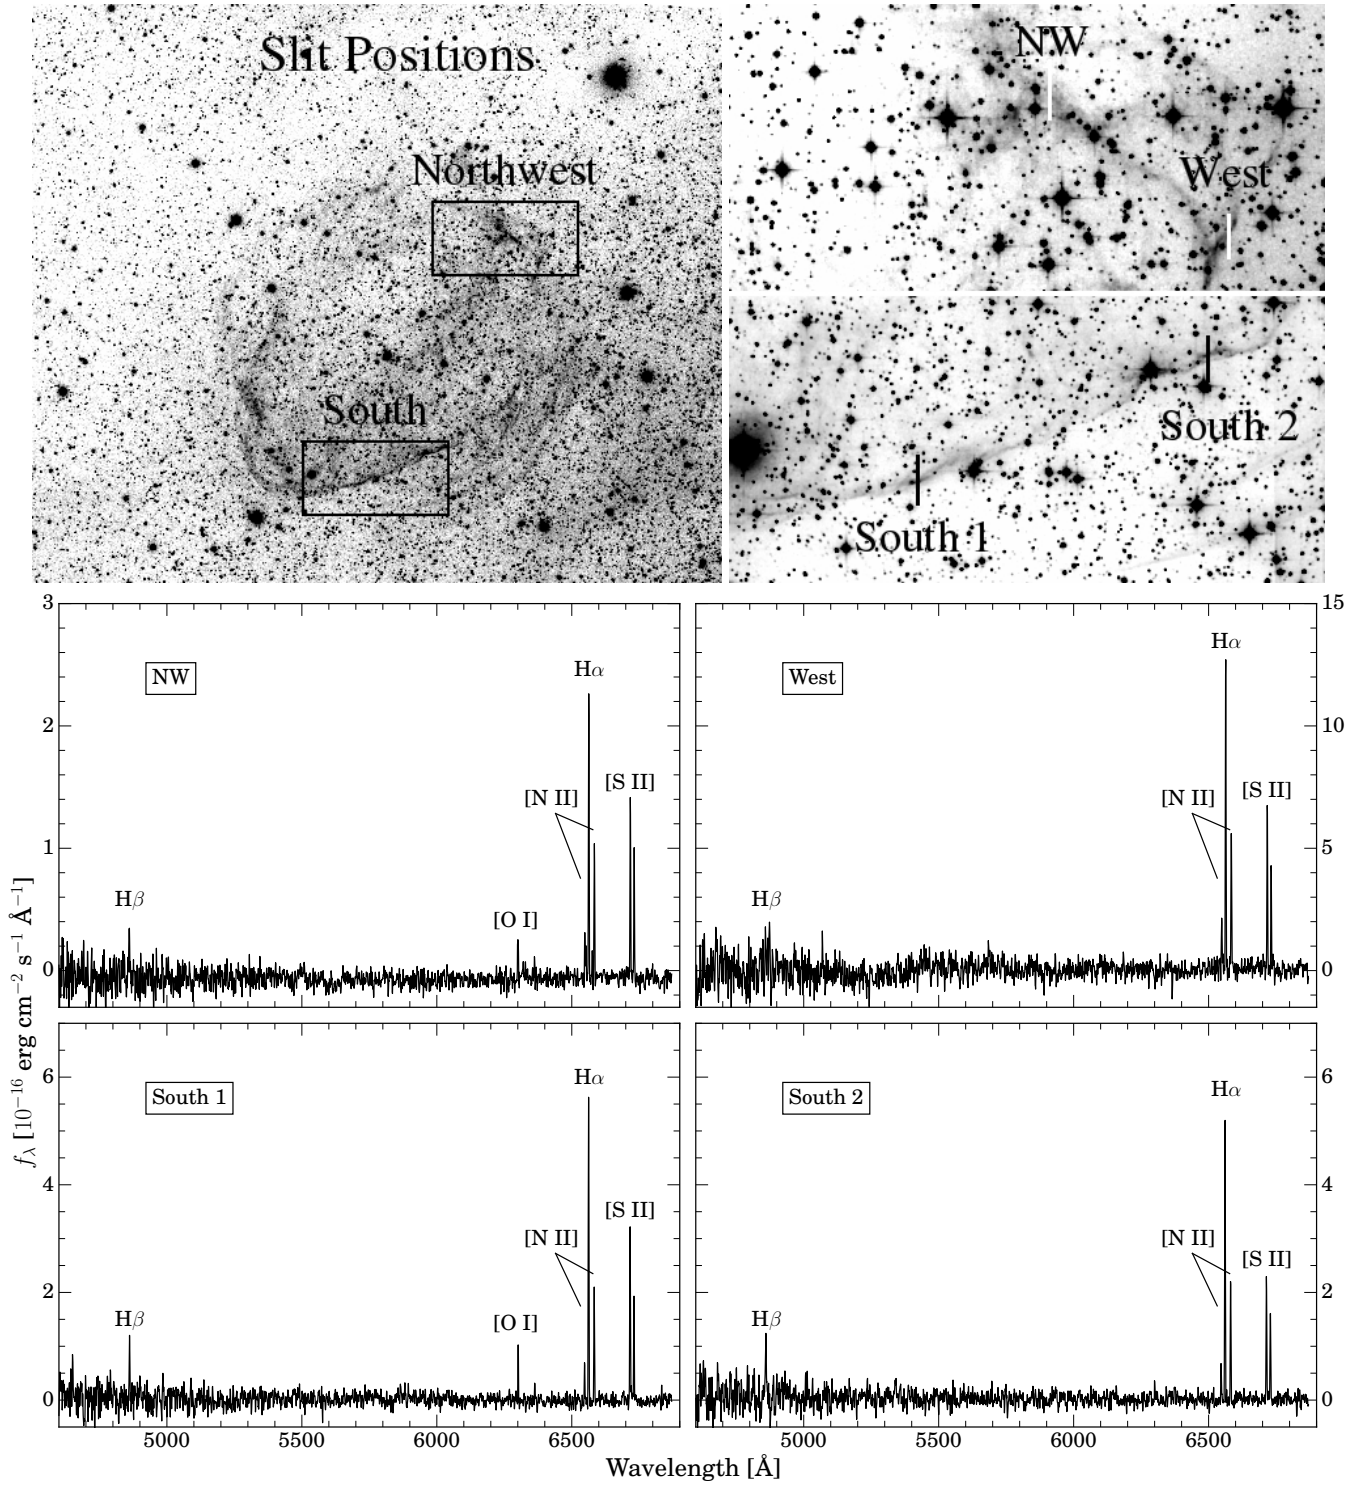 Slit Positions
Northwest
South
NW
West
South 2
South 1
3
2
1
0
NW
Hα
[N II]
[S II]
Hβ
[O I]
15
10
5
0
West
Hα
[N II]
[S II]
Hβ
6
4
2
0
South 1
Hα
[N II]
[S II]
Hβ
[O I]
5000 5500 6000 6500
6
4
2
0
South 2
Hα
[N II]
[S II]
Hβ
5000 5500 6000 6500
fλ [10⁻¹⁶ erg cm⁻² s⁻¹ Å⁻¹]
Wavelength [Å]